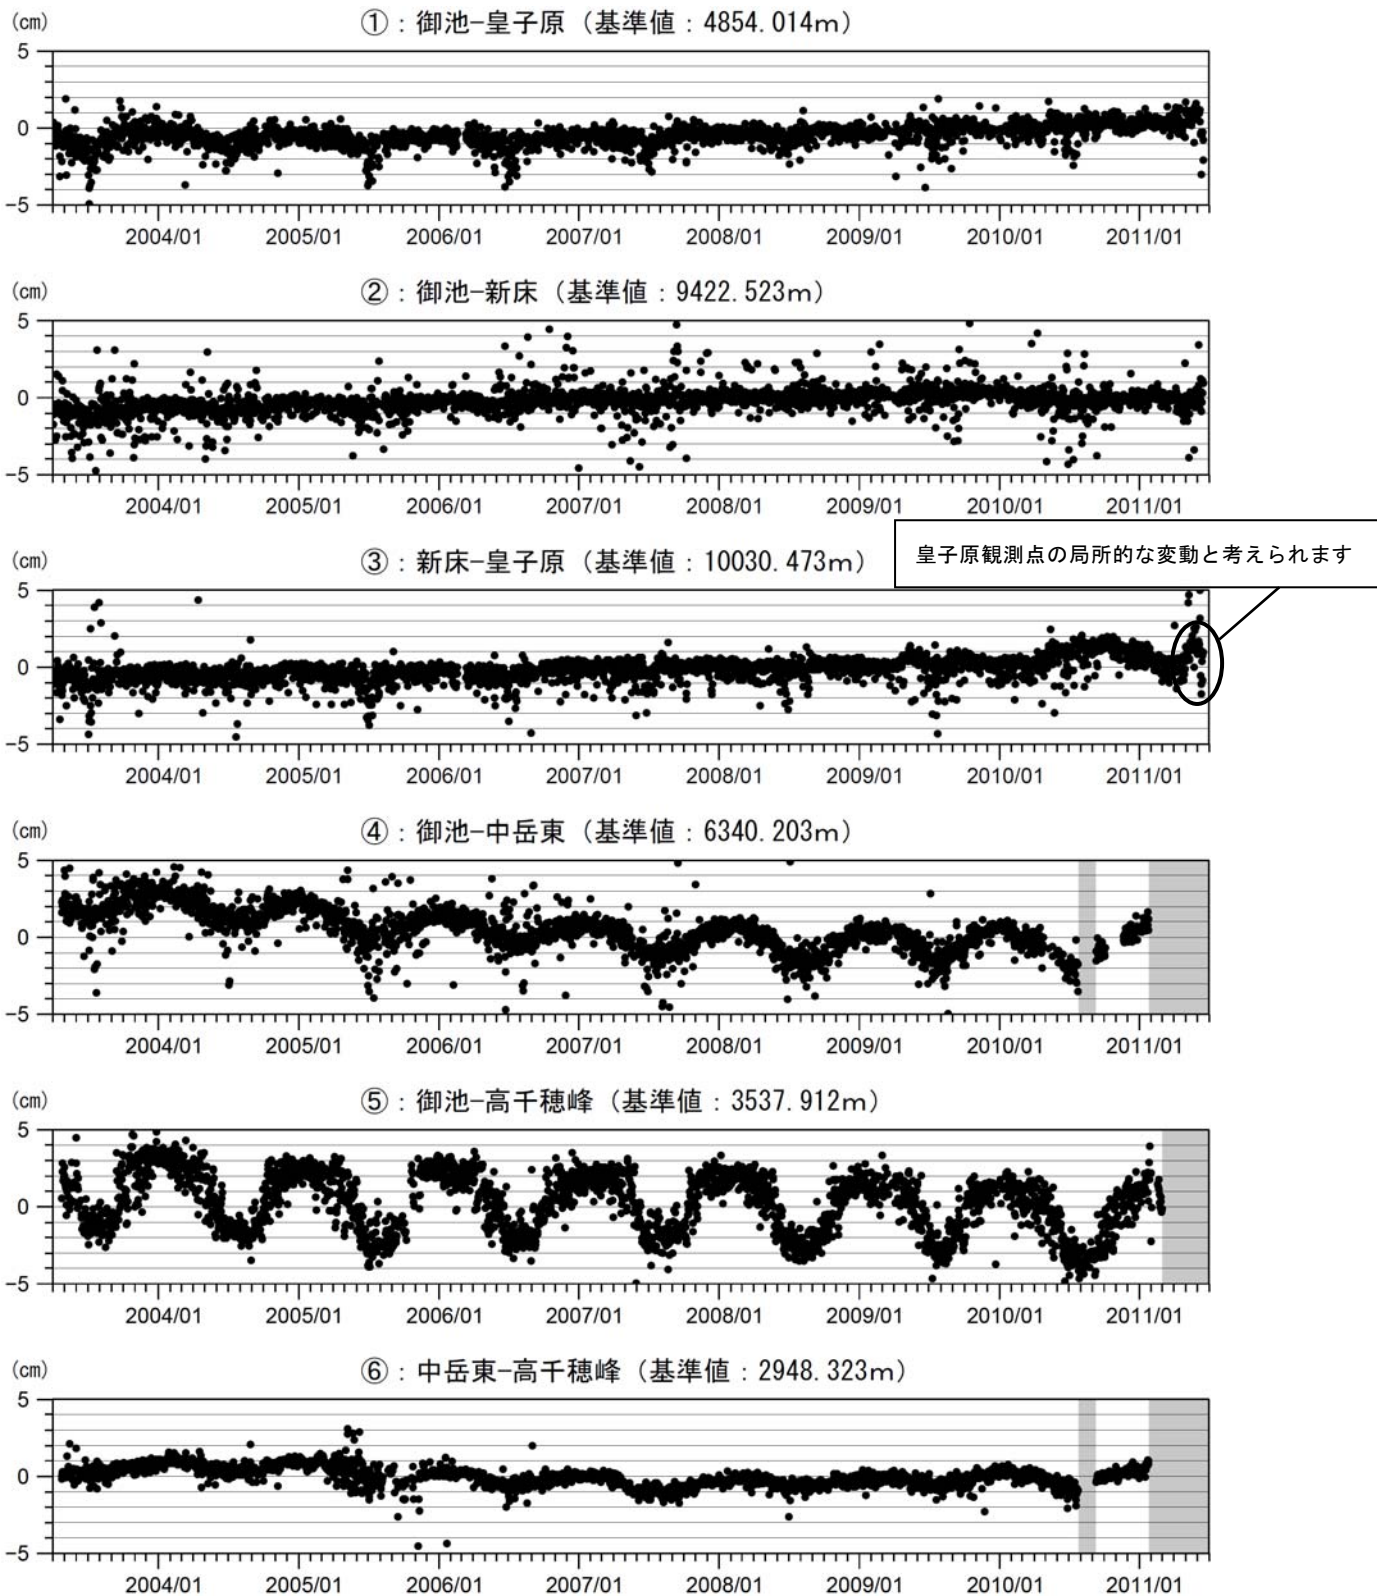 (cm)
①：御池−皇子原（基準値：4854.014m）
5
0
−5
2004/01 2005/01 2006/01 2007/01 2008/01 2009/01 2010/01 2011/01
(cm)
②：御池−新床（基準値：9422.523m）
5
0
−5
2004/01 2005/01 2006/01 2007/01 2008/01 2009/01 2010/01 2011/01
皇子原観測点の局所的な変動と考えられます
(cm)
③：新床−皇子原（基準値：10030.473m）
5
0
−5
2004/01 2005/01 2006/01 2007/01 2008/01 2009/01 2010/01 2011/01
(cm)
④：御池−中岳東（基準値：6340.203m）
5
0
−5
2004/01 2005/01 2006/01 2007/01 2008/01 2009/01 2010/01 2011/01
(cm)
⑤：御池−高千穂峰（基準値：3537.912m）
5
0
−5
2004/01 2005/01 2006/01 2007/01 2008/01 2009/01 2010/01 2011/01
(cm)
⑥：中岳東−高千穂峰（基準値：2948.323m）
5
0
−5
2004/01 2005/01 2006/01 2007/01 2008/01 2009/01 2010/01 2011/01